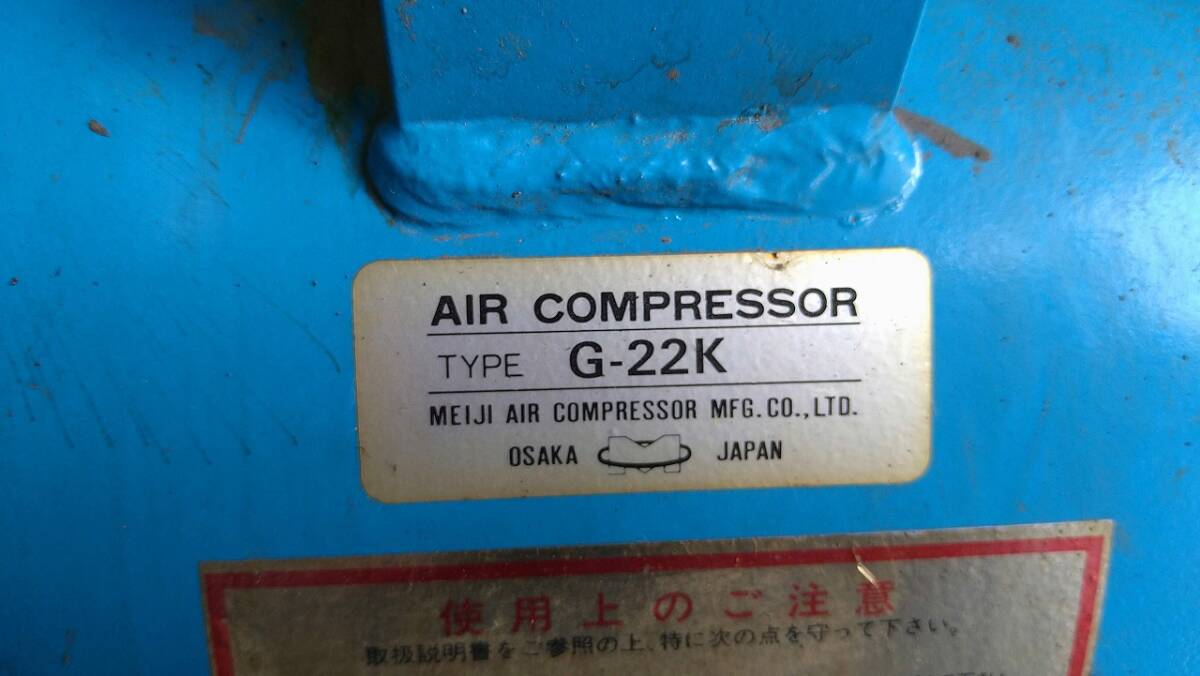 AIR COMPRESSOR
TYPE G-22K
MEIJI AIR COMPRESSOR MFG. CO., LTD.
OSAKA JAPAN
使用上のご注意
取扱説明書をご参照の上、特に次の点を守って下さい。